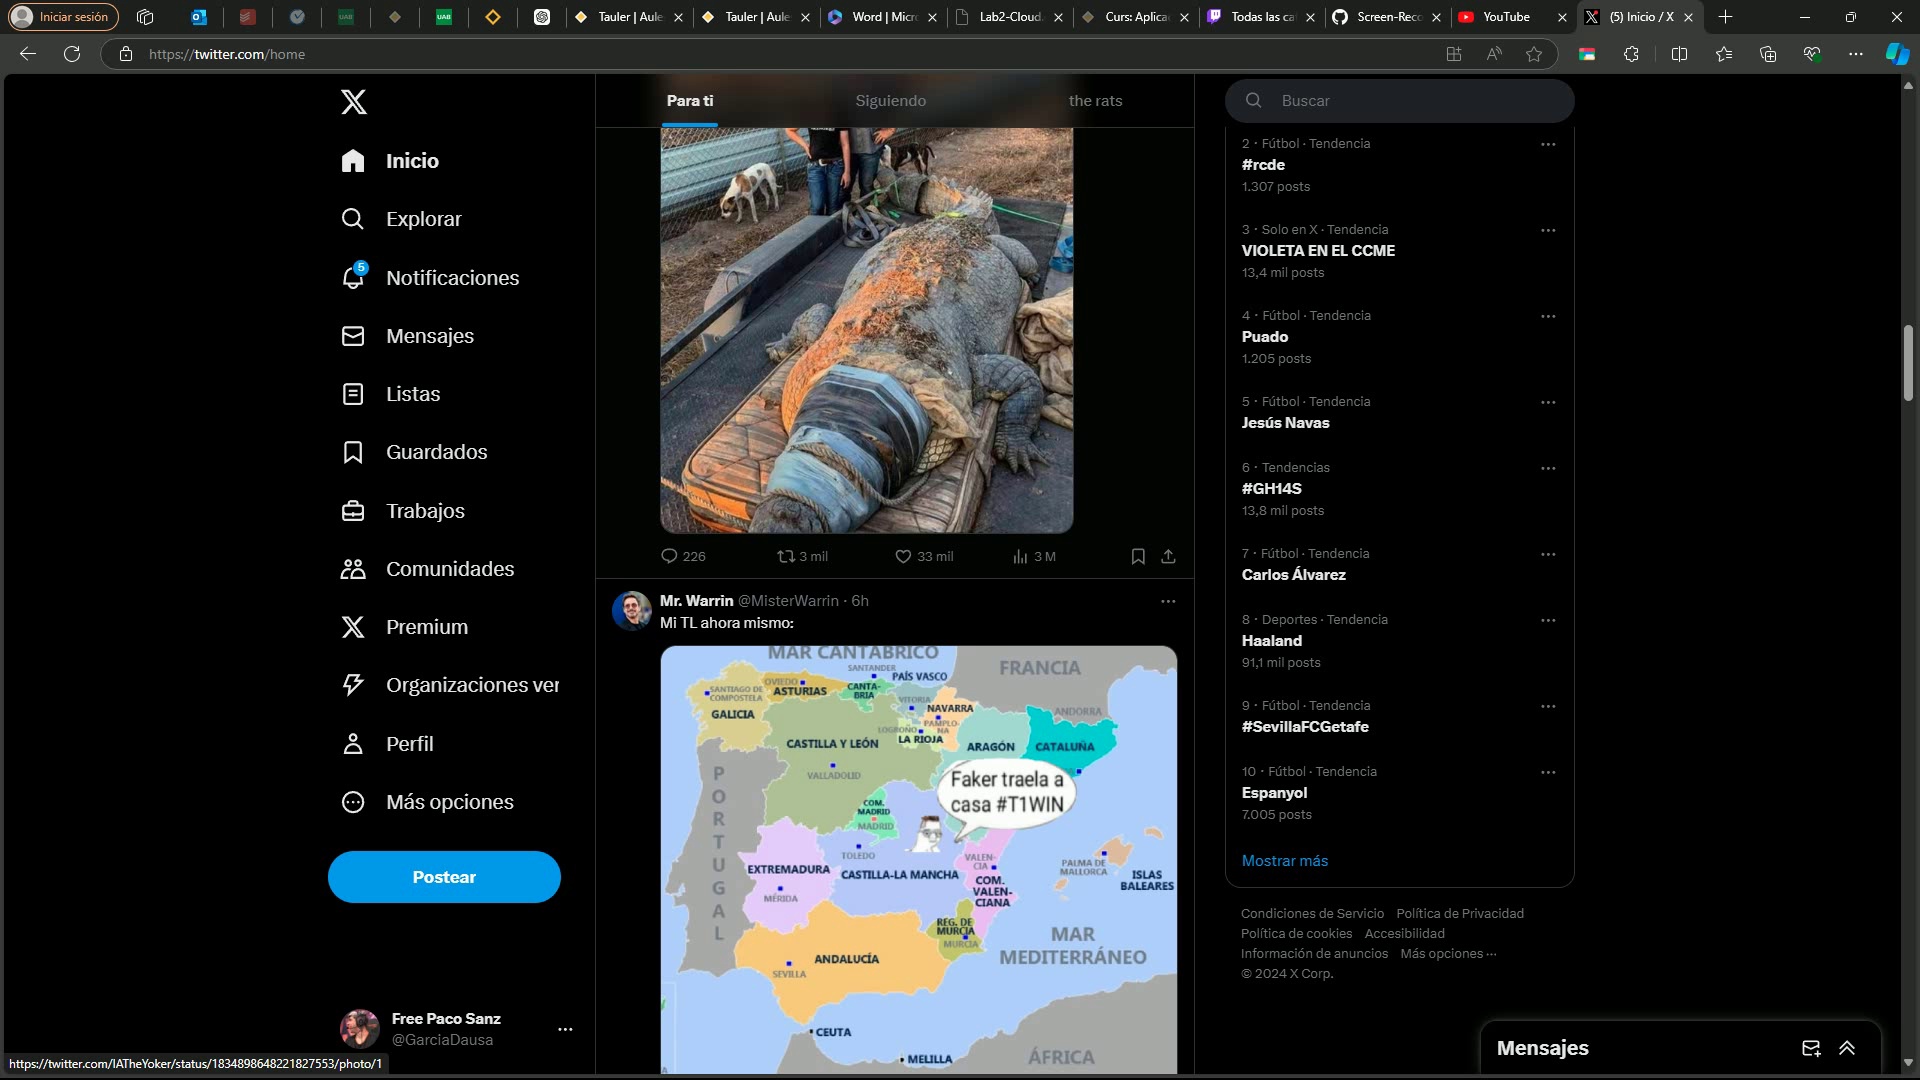 Iniciar sesión
Tauler | Aule
Tauler | Aule
Word | Micr
Lab2-Cloud.
Curs: Aplica
Todas las ca
Screen-Reco
YouTube
(5) Inicio / X
https://twitter.com/home
Para ti
Siguiendo
the rats
Buscar
Inicio
Explorar
5
Notificaciones
Mensajes
Listas
Guardados
Trabajos
Comunidades
Premium
Organizaciones ver
Perfil
Más opciones
Postear
Free Paco Sanz
@GarciaDausa
https://twitter.com/IATheYoker/status/1834898648221827553/photo/1
226
3 mil
33 mil
3 M
Mr. Warrin @MisterWarrin · 6h
Mi TL ahora mismo:
MAR CANTÁBRICO
FRANCIA
SANTANDER
PAÍS VASCO
OVIEDO
ASTURIAS
CANTA-
BRIA
SANTIAGO DE
COMPOSTELA
GALICIA
VITORIA
NAVARRA
PAMPLO-
NA
ANDORRA
LOGROÑO
LA RIOJA
CASTILLA Y LEÓN
ARAGÓN
CATALUÑA
VALLADOLID
PORTUGAL
Faker traela a
casa #T1WIN
COM.
MADRID
MADRID
TOLEDO
VALEN-
CIA
EXTREMADURA
CASTILLA-LA MANCHA
COM.
VALEN-
CIANA
MÉRIDA
PALMA DE
MALLORCA
ISLAS
BALEARES
REG. DE
MURCIA
MURCIA
MAR
MEDITERRÁNEO
ANDALUCÍA
SEVILLA
CEUTA
MELILLA
ÁFRICA
2 · Fútbol · Tendencia
#rcde
1.307 posts
3 · Solo en X · Tendencia
VIOLETA EN EL CCME
13,4 mil posts
4 · Fútbol · Tendencia
Puado
1.205 posts
5 · Fútbol · Tendencia
Jesús Navas
6 · Tendencias
#GH14S
13,8 mil posts
7 · Fútbol · Tendencia
Carlos Álvarez
8 · Deportes · Tendencia
Haaland
91,1 mil posts
9 · Fútbol · Tendencia
#SevillaFCGetafe
10 · Fútbol · Tendencia
Espanyol
7.005 posts
Mostrar más
Condiciones de Servicio Política de Privacidad
Política de cookies Accesibilidad
Información de anuncios Más opciones ···
© 2024 X Corp.
Mensajes